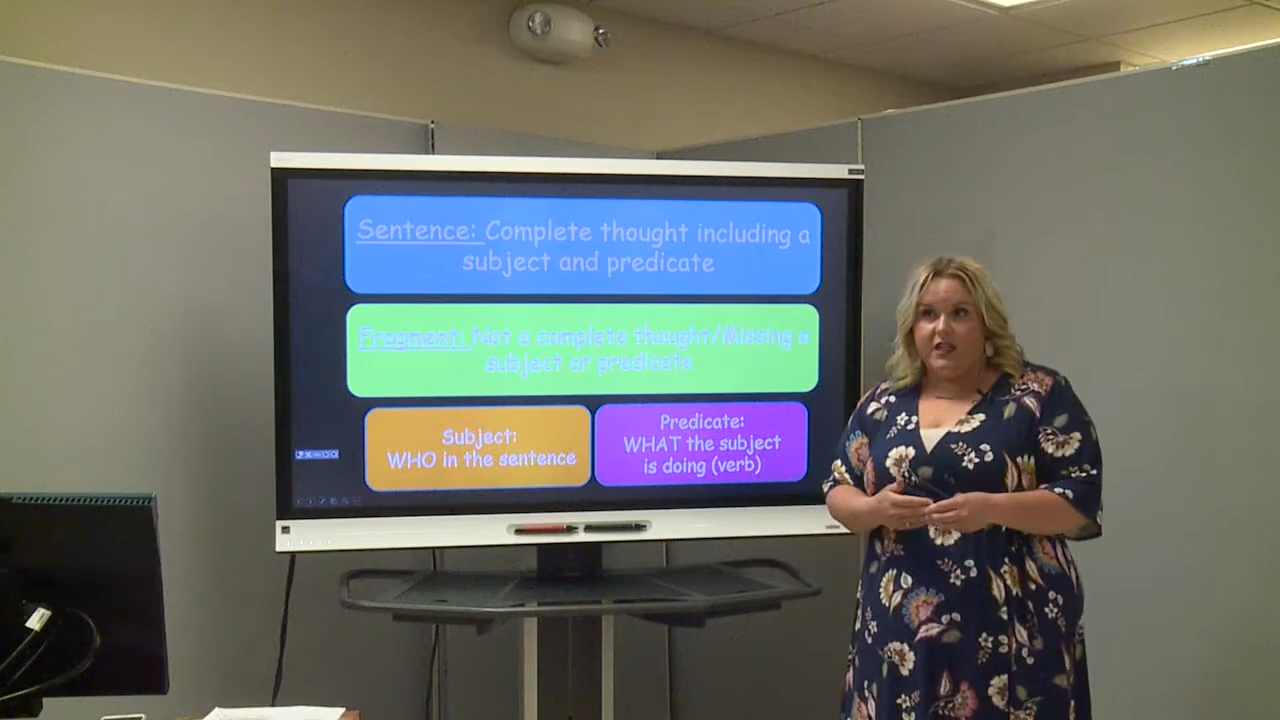 Sentence: Complete thought including a
subject and predicate
Fragment: Not a complete thought/Missing a
subject or predicate
Subject:
WHO in the sentence
Predicate:
WHAT the subject
is doing (verb)